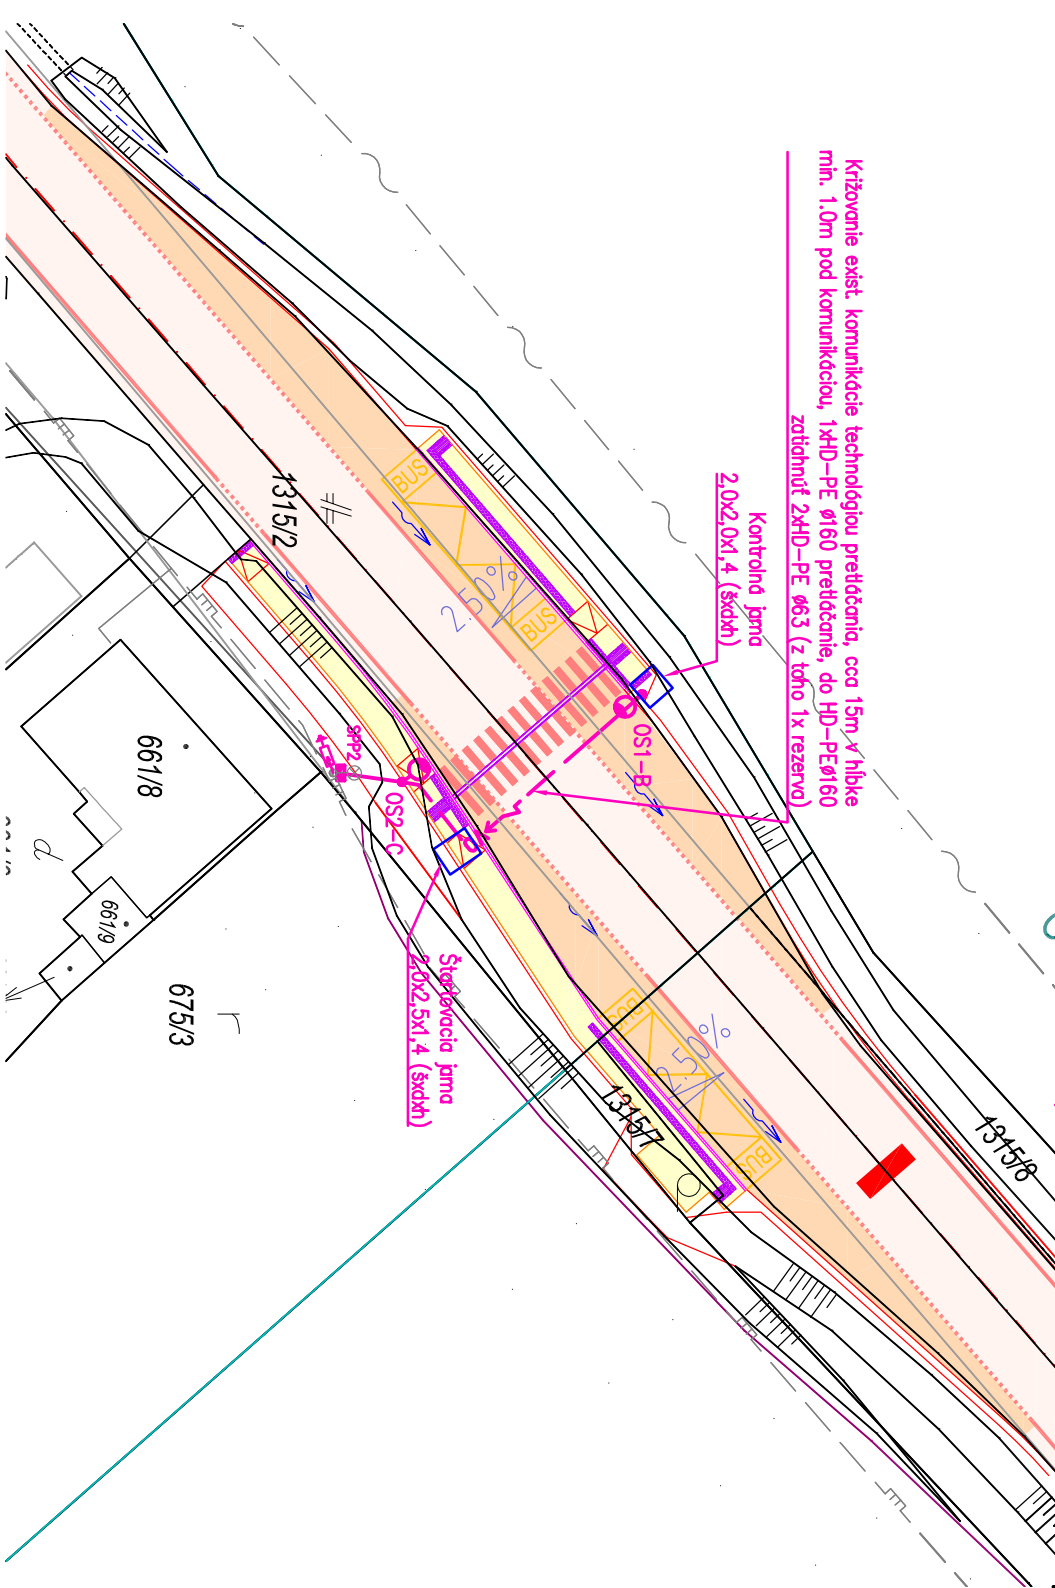 Križovanie exist. komunikácie technológiou pretláčania, cca 15m v hĺbke
min. 1.0m pod komunikáciou, 1xHD-PE ø160 pretláčanie, do HD-PEø160
zatiahnuť 2xHD-PE ø63 (z toho 1x rezerva)
Kontrolná jama
2,0x2,0x1,4 (šxdxh)
BUS
1315/2
2.50%
BUS
OS1-B
661/8
SPP2
OS2-C
d
661/9
Štartovacia jama
2,0x2,5x1,4 (šxdxh)
675/3
BUS
2.50%
1315/7
BUS
1315/8